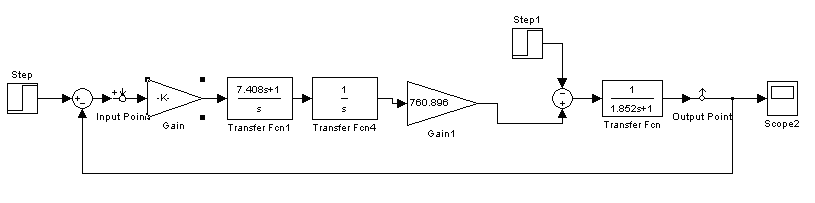 Step1
Step
+
−
+
Input Point
-K-
Gain
7.408s+1
s
Transfer Fcn1
1
s
Transfer Fcn4
760.896
Gain1
−
+
1
1.852s+1
Transfer Fcn
Output Point
Scope2